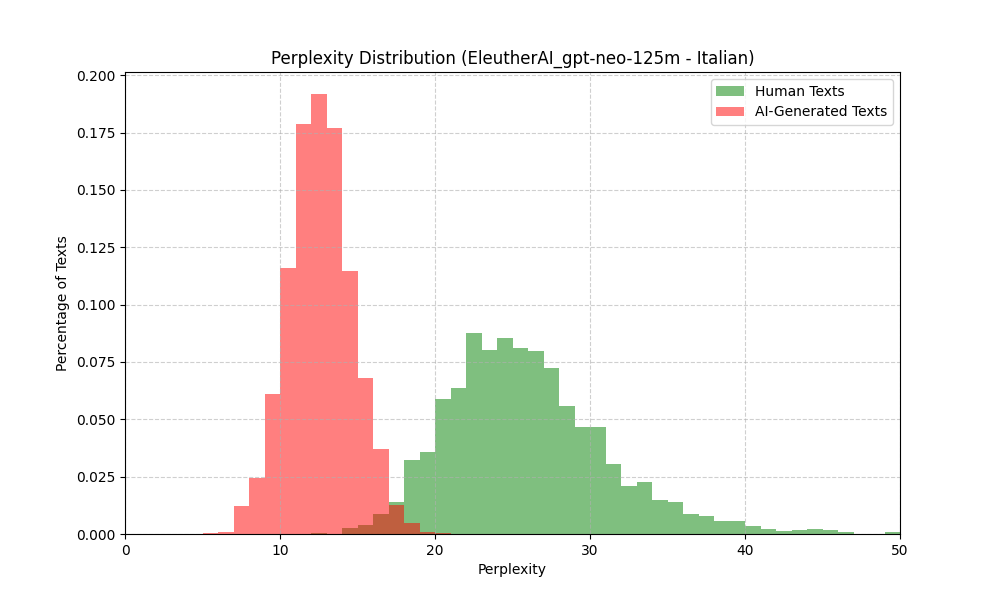 Perplexity Distribution (EleutherAI_gpt-neo-125m - Italian)
Human Texts
AI-Generated Texts
Percentage of Texts
0.200
0.175
0.150
0.125
0.100
0.075
0.050
0.025
0.000
0 10 20 30 40 50
Perplexity